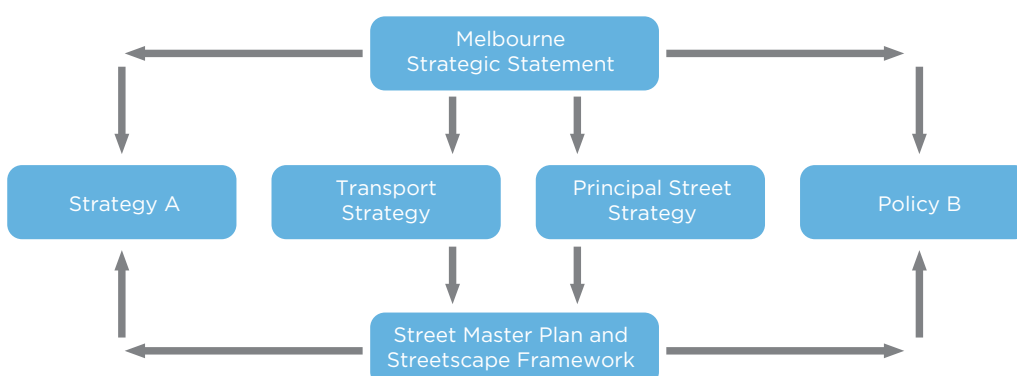 Melbourne
Strategic Statement
Strategy A
Transport
Strategy
Principal Street
Strategy
Policy B
Street Master Plan and
Streetscape Framework